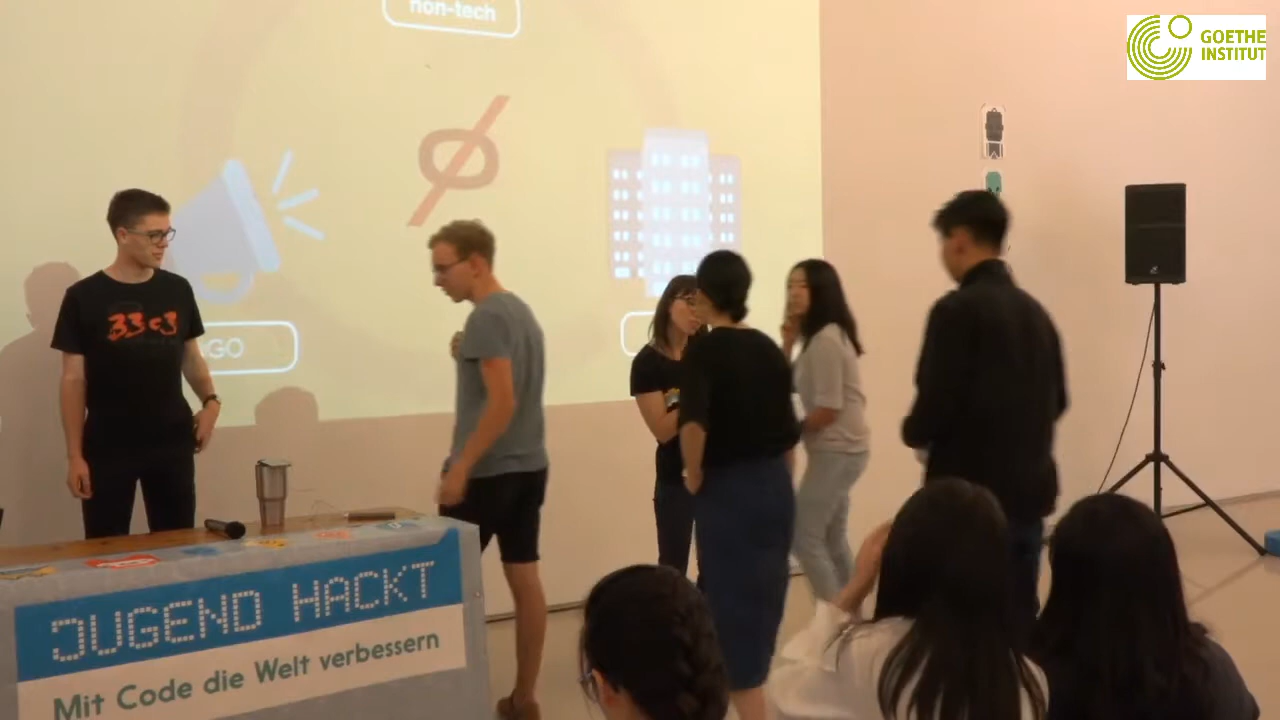 non-tech
GOETHE
INSTITUT
GO
33c3
JUGEND HACKT
Mit Code die Welt verbessern